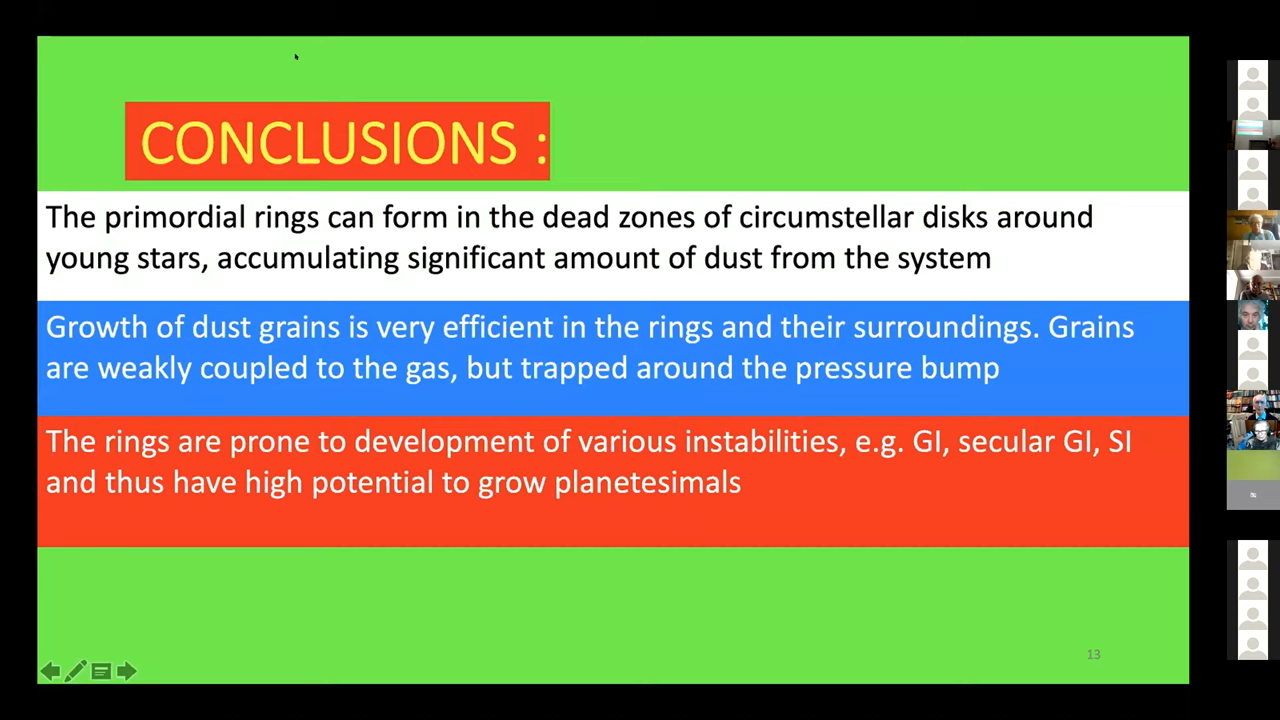 CONCLUSIONS :
The primordial rings can form in the dead zones of circumstellar disks around
young stars, accumulating significant amount of dust from the system
Growth of dust grains is very efficient in the rings and their surroundings. Grains
are weakly coupled to the gas, but trapped around the pressure bump
The rings are prone to development of various instabilities, e.g. GI, secular GI, SI
and thus have high potential to grow planetesimals
13